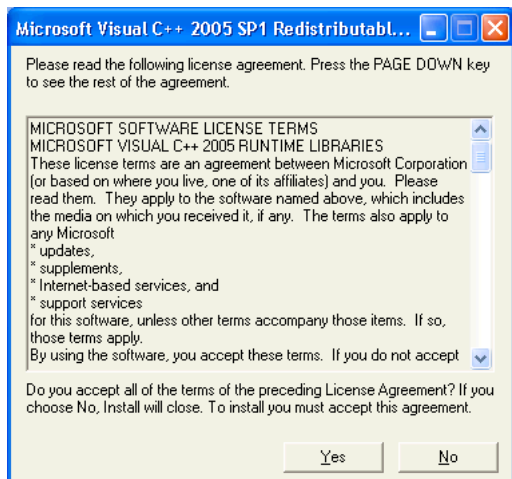 Microsoft Visual C++ 2005 SP1 Redistributabl...
Please read the following license agreement. Press the PAGE DOWN key
to see the rest of the agreement.
MICROSOFT SOFTWARE LICENSE TERMS
MICROSOFT VISUAL C++ 2005 RUNTIME LIBRARIES
These license terms are an agreement between Microsoft Corporation
(or based on where you live, one of its affiliates) and you. Please
read them. They apply to the software named above, which includes
the media on which you received it, if any. The terms also apply to
any Microsoft
* updates,
* supplements,
* Internet-based services, and
* support services
for this software, unless other terms accompany those items. If so,
those terms apply.
By using the software, you accept these terms. If you do not accept
Do you accept all of the terms of the preceding License Agreement? If you
choose No, Install will close. To install you must accept this agreement.
Yes
No